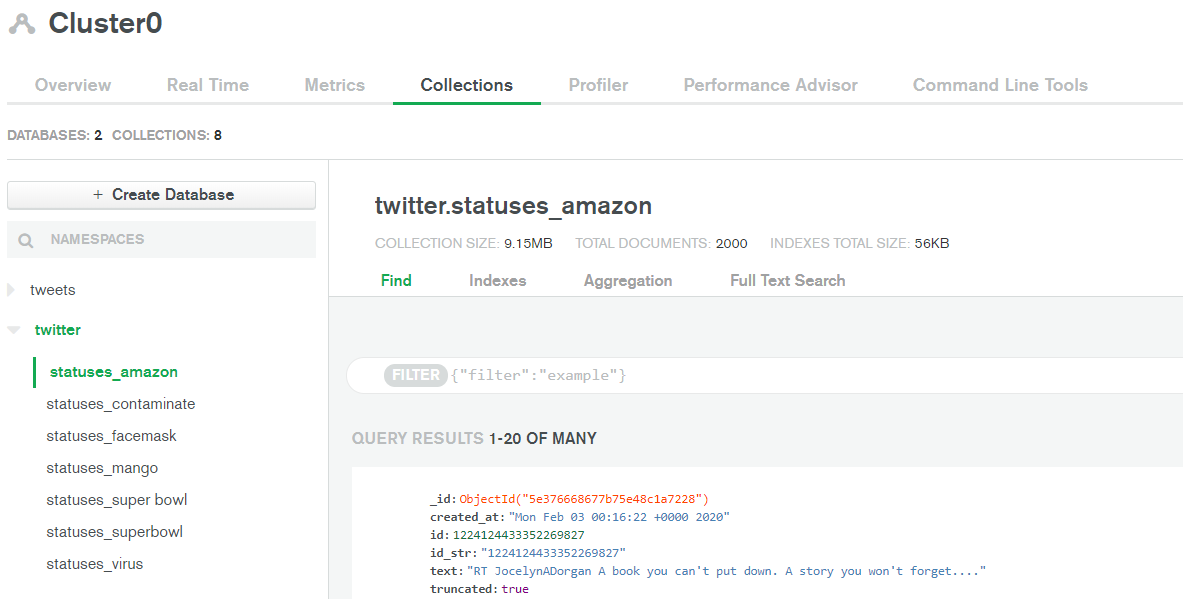 Cluster0
Overview Real Time Metrics Collections Profiler Performance Advisor Command Line Tools
DATABASES: 2 COLLECTIONS: 8
+ Create Database
NAMESPACES
tweets
twitter
statuses_amazon
statuses_contaminate
statuses_facemask
statuses_mango
statuses_super bowl
statuses_superbowl
statuses_virus
twitter.statuses_amazon
COLLECTION SIZE: 9.15MB TOTAL DOCUMENTS: 2000 INDEXES TOTAL SIZE: 56KB
Find Indexes Aggregation Full Text Search
FILTER {"filter":"example"}
QUERY RESULTS 1-20 OF MANY
_id: ObjectId("5e376668677b75e48c1a7228")
created_at: "Mon Feb 03 00:16:22 +0000 2020"
id: 1224124433352269827
id_str: "1224124433352269827"
text: "RT JocelynADorgan A book you can't put down. A story you won't forget...."
truncated: true